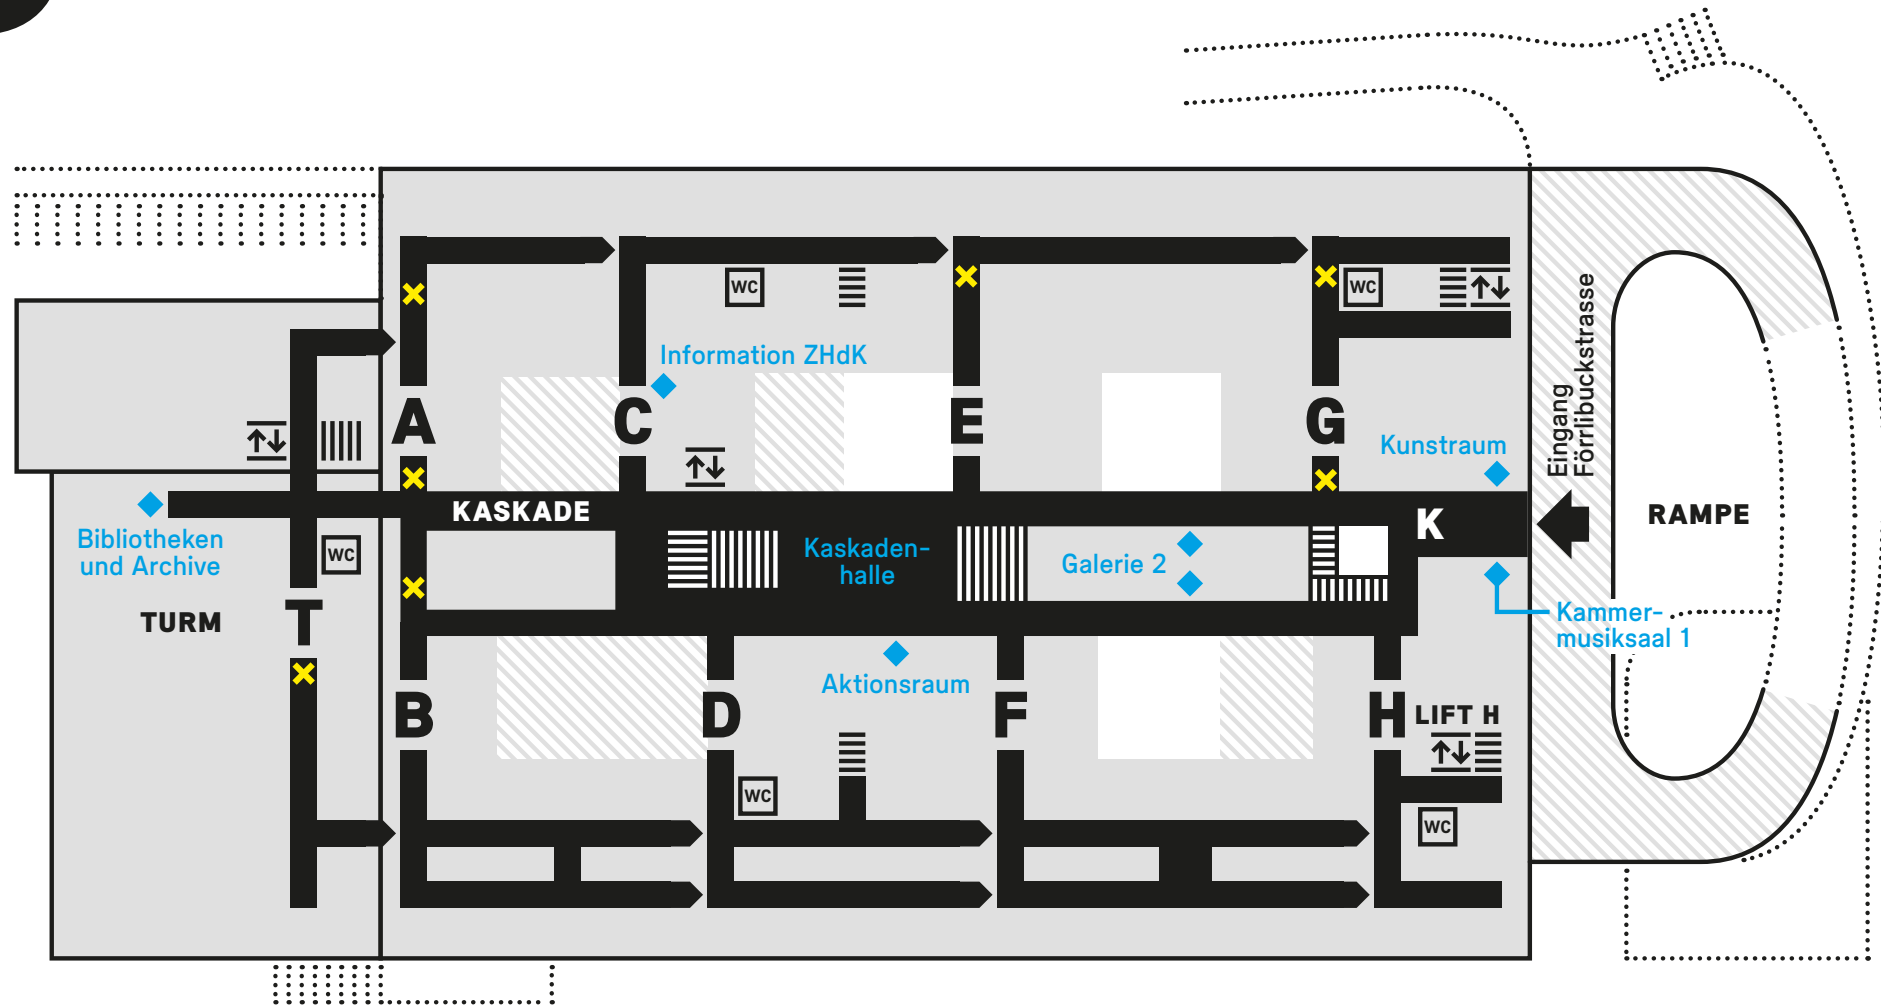 WC
WC
Information ZHdK
Eingang
Förrlibuckstrasse
A
C
E
G
Kunstraum
KASKADE
K
RAMPE
Bibliotheken
und Archive
WC
Kaskaden-
halle
Galerie 2
TURM
T
Kammer-
musiksaal 1
Aktionsraum
B
D
F
H
LIFT H
WC
WC